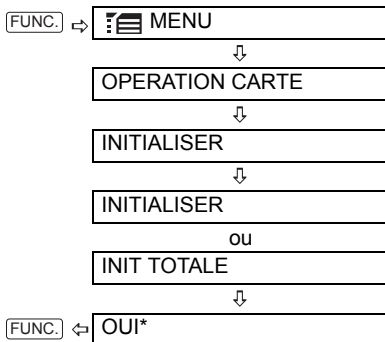 FUNC. ⇨ MENU
⇩
OPERATION CARTE
⇩
INITIALISER
⇩
INITIALISER
ou
INIT TOTALE
⇩
FUNC. ⇦ OUI*